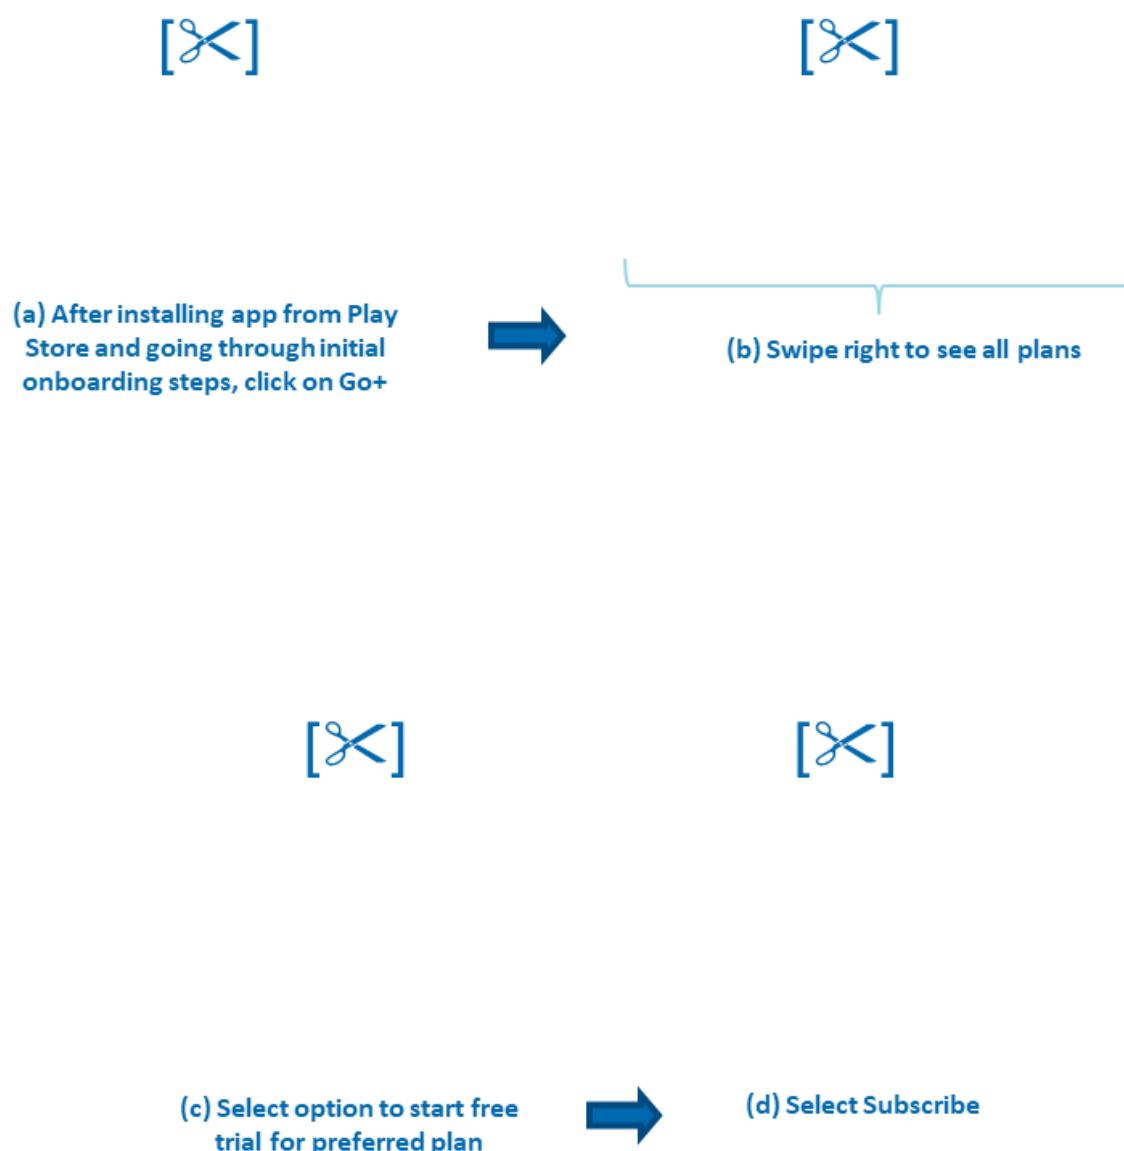 [✂]
[✂]
(a) After installing app from Play
Store and going through initial
onboarding steps, click on Go+
(b) Swipe right to see all plans
[✂]
[✂]
(c) Select option to start free
trial for preferred plan
(d) Select Subscribe